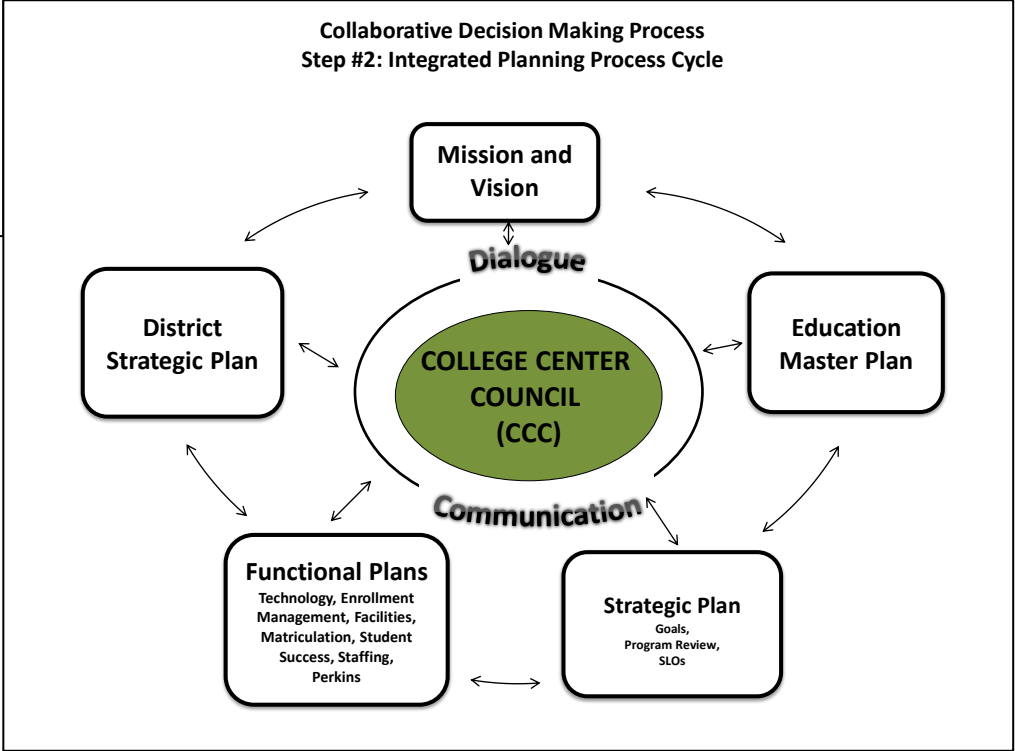 Collaborative Decision Making Process
Step #2: Integrated Planning Process Cycle
Mission and
Vision
Dialogue
District
Strategic Plan
COLLEGE CENTER
COUNCIL
(CCC)
Education
Master Plan
Communication
Functional Plans
Technology, Enrollment
Management, Facilities,
Matriculation, Student
Success, Staffing,
Perkins
Strategic Plan
Goals,
Program Review,
SLOs